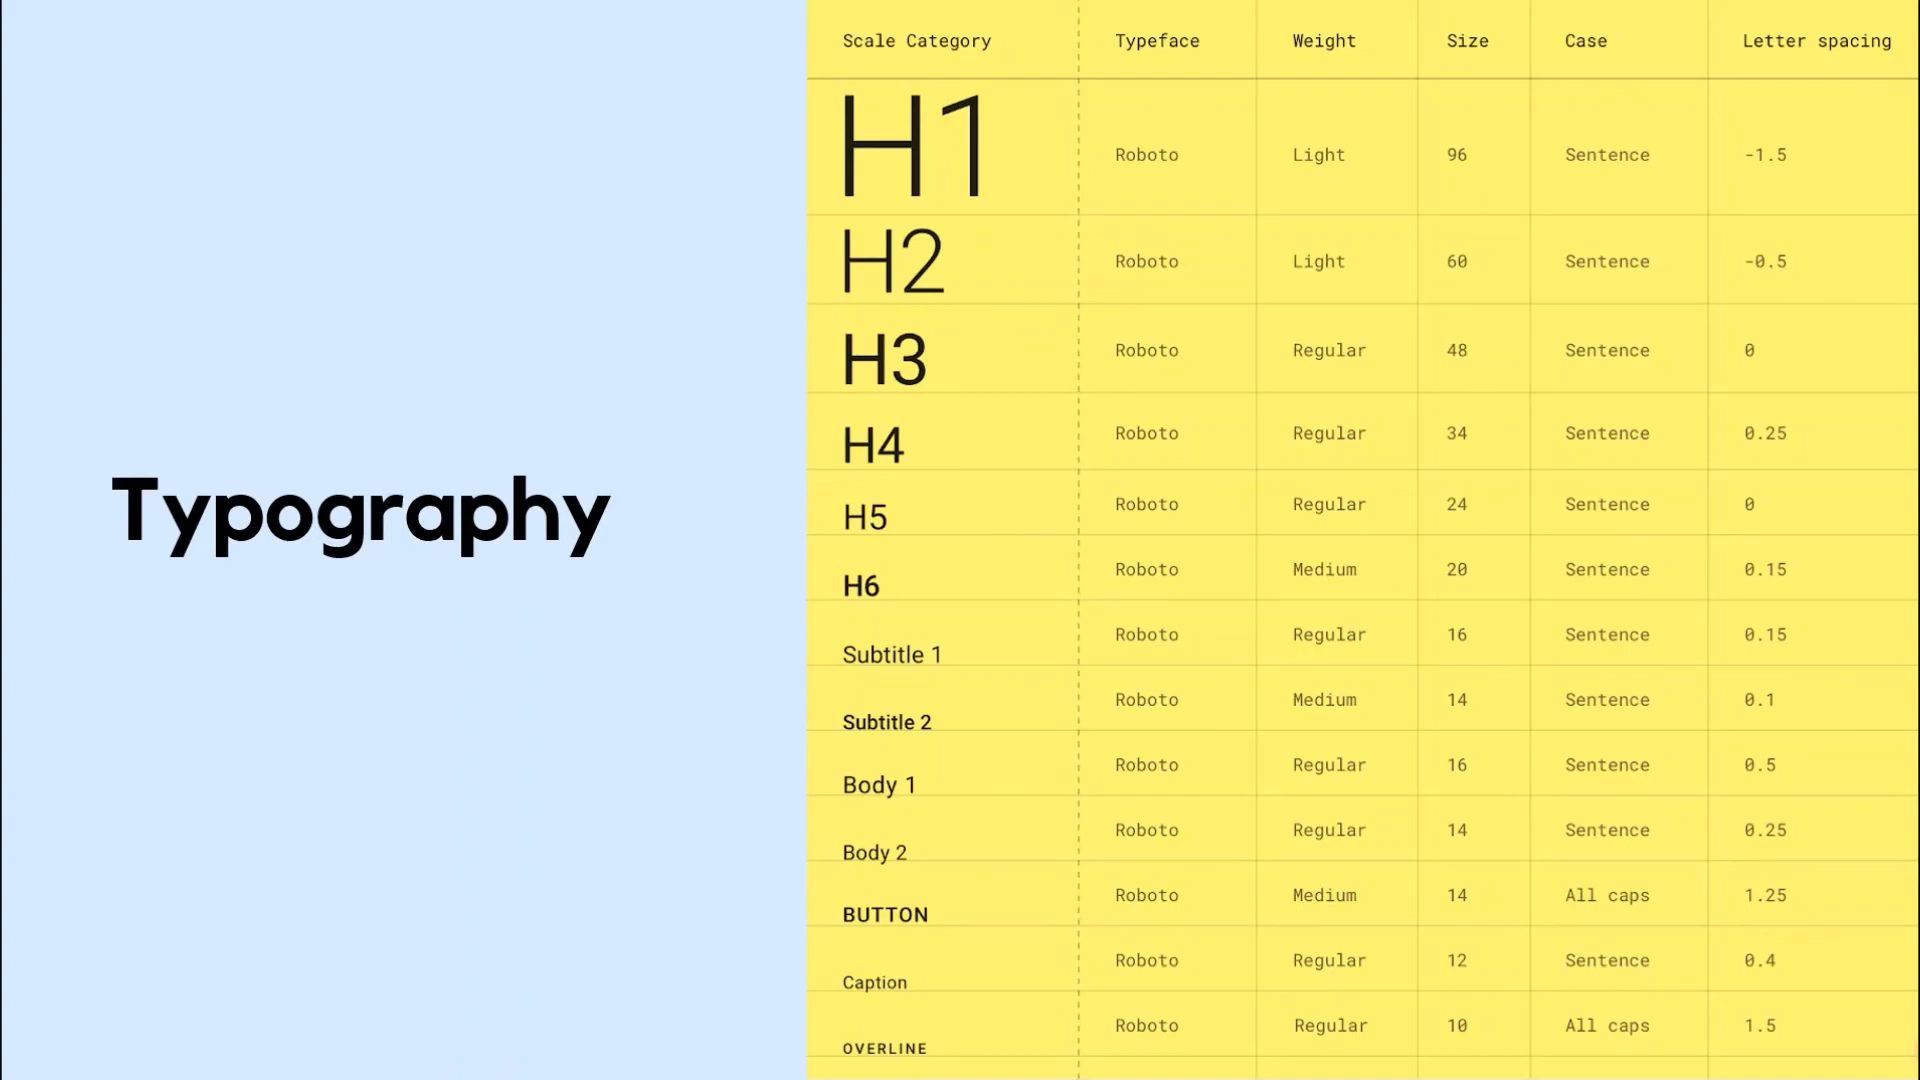 Typography
Scale Category Typeface Weight Size Case Letter spacing
H1 Roboto Light 96 Sentence -1.5
H2 Roboto Light 60 Sentence -0.5
H3 Roboto Regular 48 Sentence 0
H4 Roboto Regular 34 Sentence 0.25
H5 Roboto Regular 24 Sentence 0
H6 Roboto Medium 20 Sentence 0.15
Subtitle 1 Roboto Regular 16 Sentence 0.15
Subtitle 2 Roboto Medium 14 Sentence 0.1
Body 1 Roboto Regular 16 Sentence 0.5
Body 2 Roboto Regular 14 Sentence 0.25
BUTTON Roboto Medium 14 All caps 1.25
Caption Roboto Regular 12 Sentence 0.4
OVERLINE Roboto Regular 10 All caps 1.5